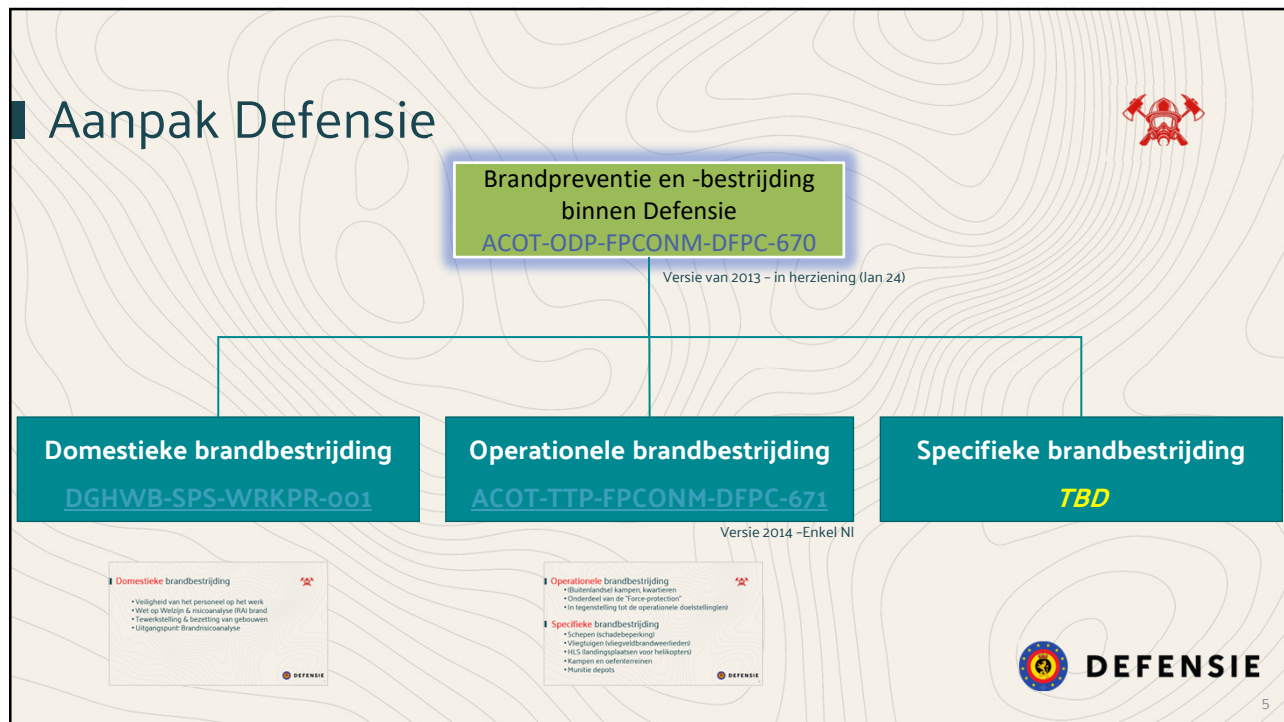 Aanpak Defensie
Brandpreventie en -bestrijding
binnen Defensie
ACOT-ODP-FPCONM-DFPC-670
Versie van 2013 – in herziening (Jan 24)
Domestieke brandbestrijding
DGHWB-SPS-WRKPR-001
Operationele brandbestrijding
ACOT-TTP-FPCONM-DFPC-671
Specifieke brandbestrijding
TBD
Versie 2014 –Enkel Nl
Domestieke brandbestrijding
• Veiligheid van het personeel op het werk
• Wet op Welzijn & risicoanalyse (RA) brand
• Tewerkstelling & bezetting van gebouwen
• Uitgangspunt: Brandrisicoanalyse
DEFENSIE
Operationele brandbestrijding
• (Buitenlandse) kampen, kwartieren
• Onderdeel van de "Force-protection"
• In tegenstelling tot de operationele doelstelling(en)
Specifieke brandbestrijding
• Schepen (schadebeperking)
• Vliegtuigen (vliegveldbrandweerlieden)
• HLS (landingsplaatsen voor helikopters)
• Kampen en oefenterreinen
• Munitie depots
DEFENSIE
DEFENSIE
5